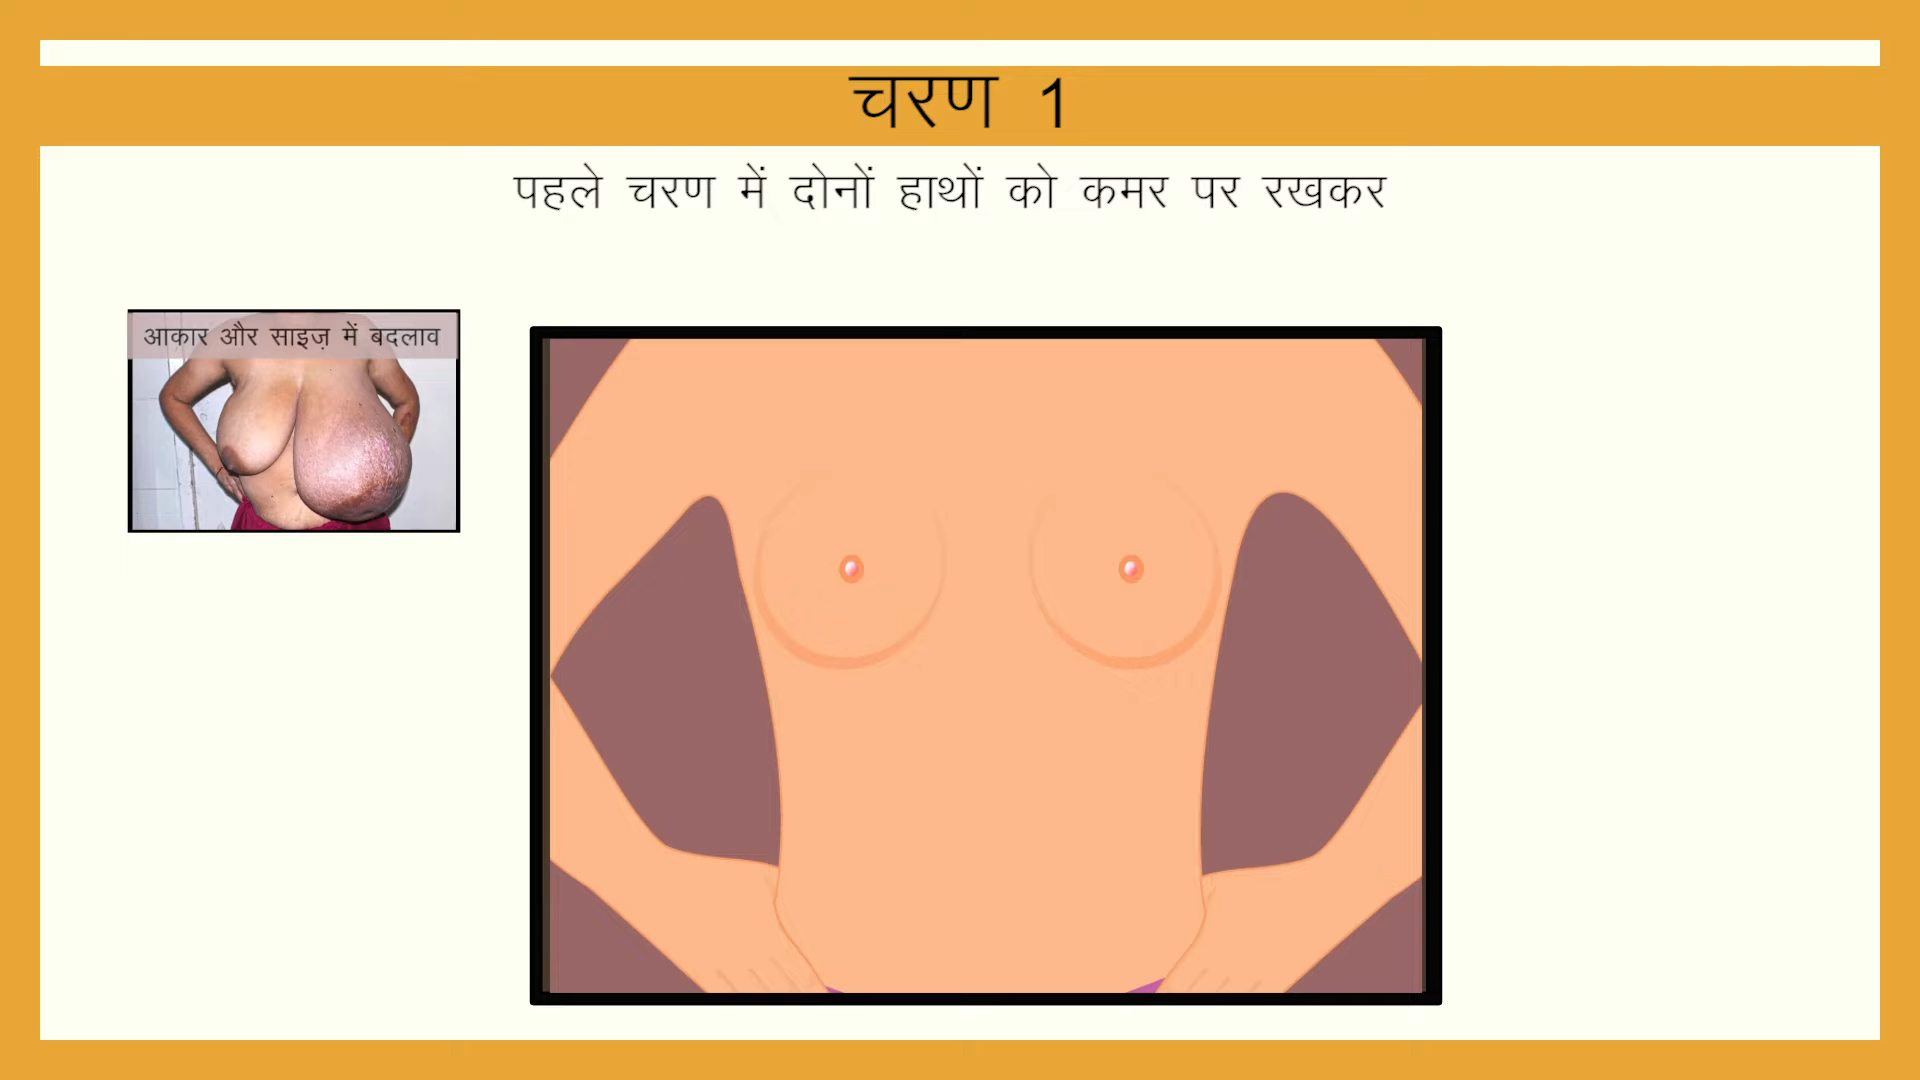 चरण 1
पहले चरण में दोनों हाथों को कमर पर रखकर
आकार और साइज़ में बदलाव